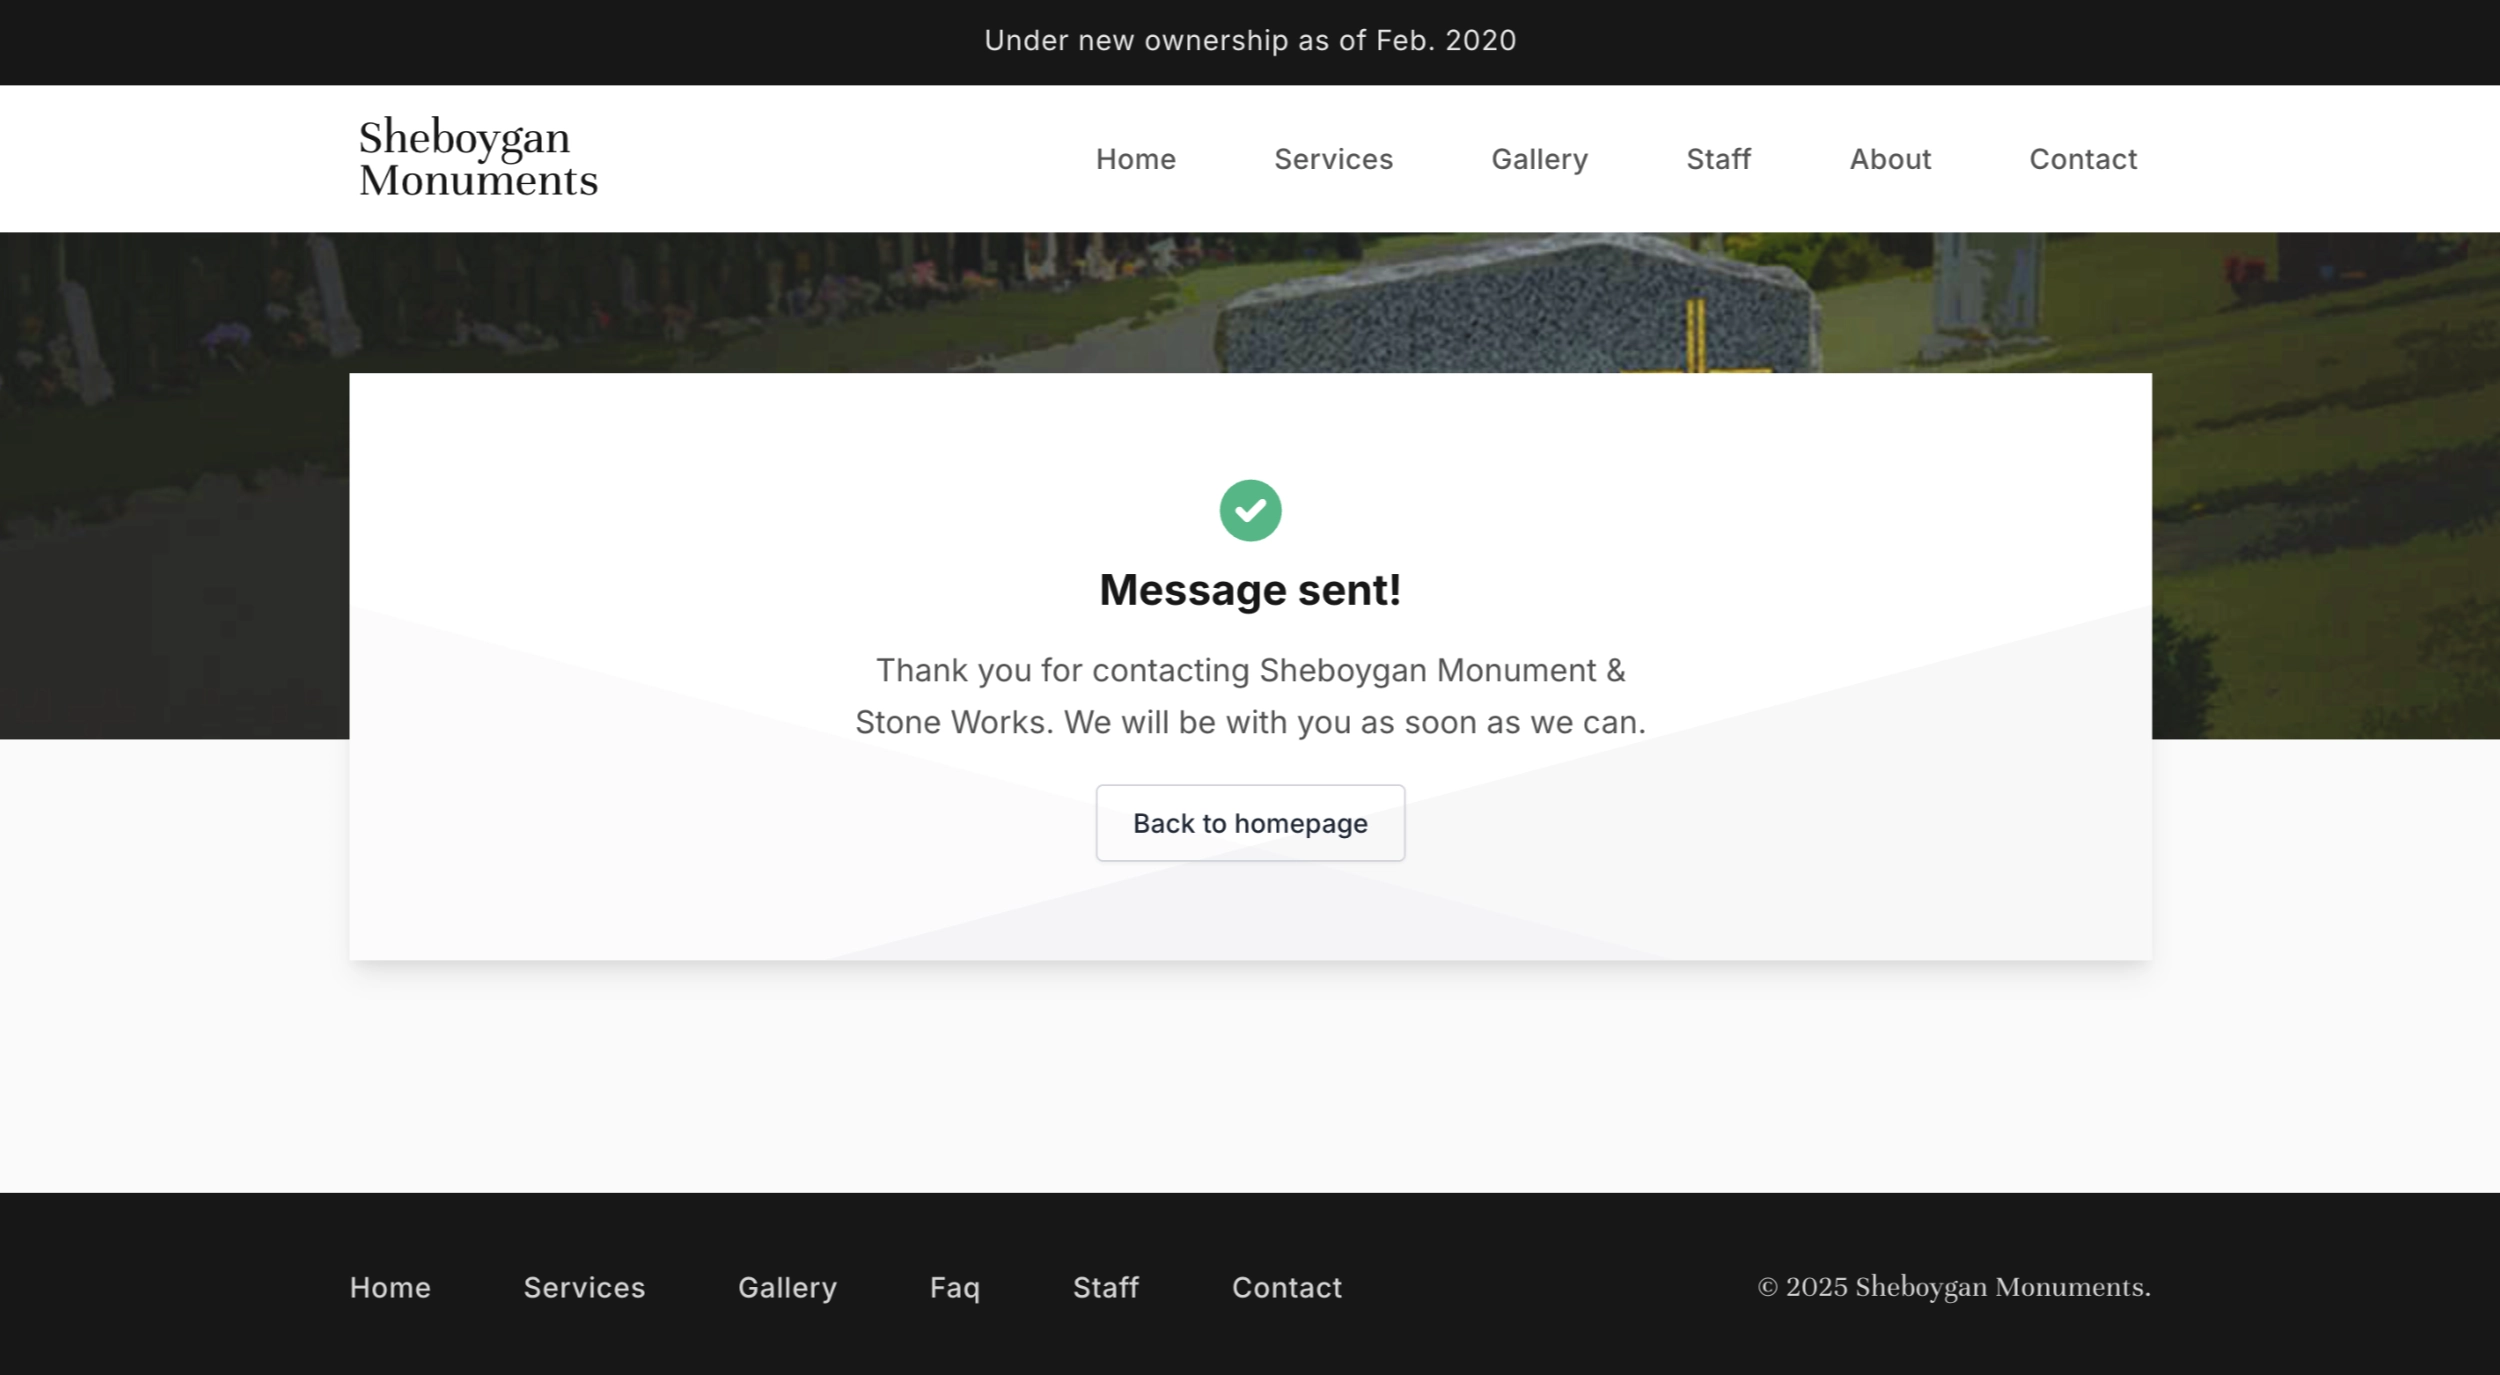 Under new ownership as of Feb. 2020
Sheboygan
Monuments
Home Services Gallery Staff About Contact
Message sent!
Thank you for contacting Sheboygan Monument &
Stone Works. We will be with you as soon as we can.
Back to homepage
Home Services Gallery Faq Staff Contact
© 2025 Sheboygan Monuments.